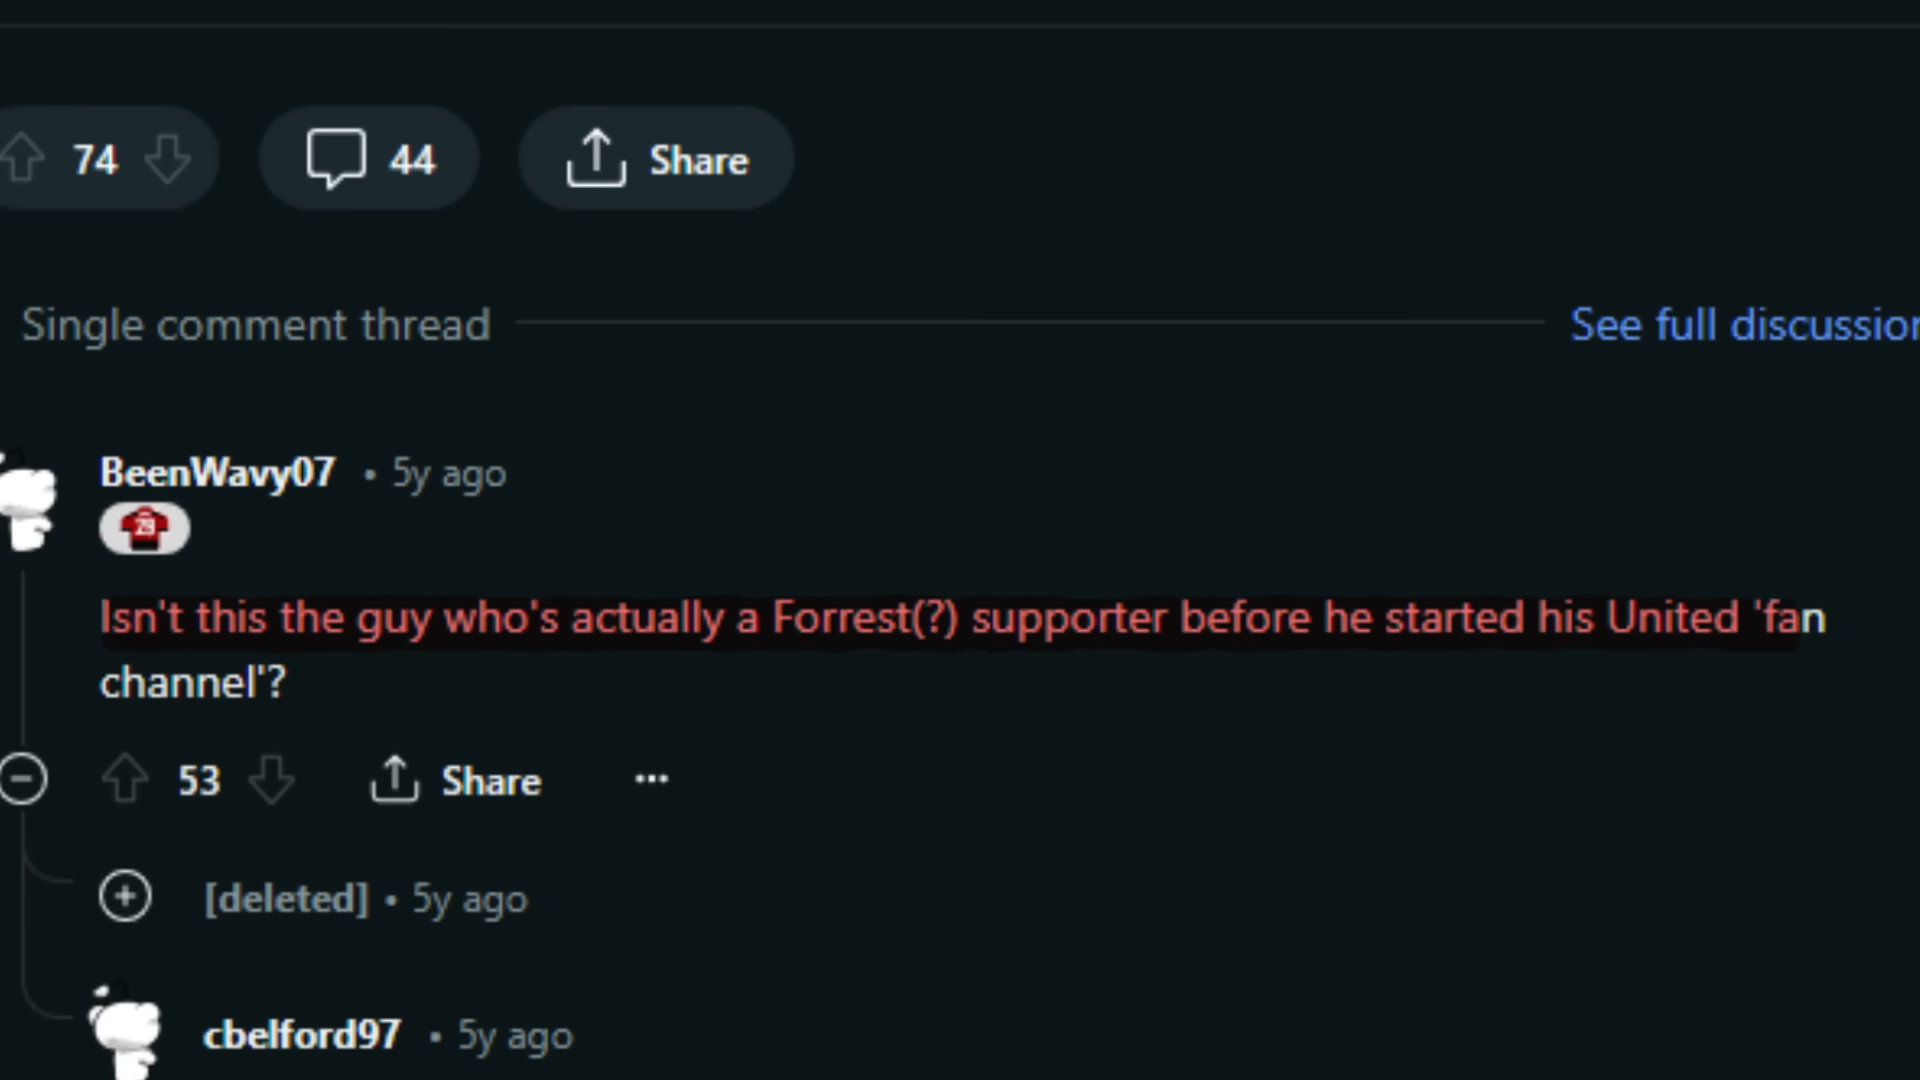 74 44 Share
Single comment thread See full discussion
BeenWavy07 • 5y ago
29
Isn't this the guy who's actually a Forrest(?) supporter before he started his United 'fan
channel'?
53 Share ...
[deleted] • 5y ago
cbelford97 • 5y ago